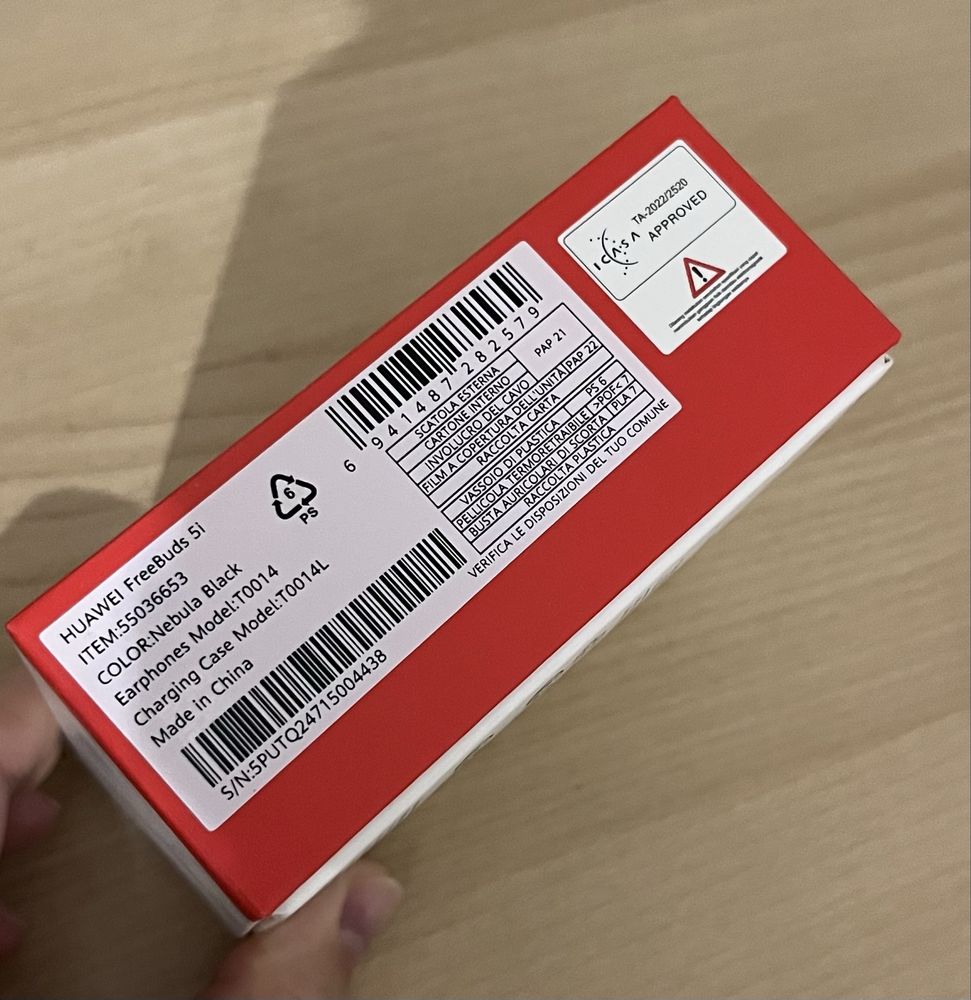 HUAWEI FreeBuds 5i
ITEM:55036653
COLOR:Nebula Black
Earphones Model:T0014
Charging Case Model:T0014L
Made in China
S/N:5PUTQ24715004438
6
PS
6 941487 282579
SCATOLA ESTERNA
CARTONE INTERNO
INVOLUCRO DEL CAVO
PAP 21
FILM A COPERTURA DELL'UNITÀ PAP 22
RACCOLTA CARTA
VASSOIO DI PLASTICA PS 6
PELLICOLA TERMORETRAIBILE >POF< 7
BUSTA AURICOLARI DI SCORTA PLA 7
RACCOLTA PLASTICA
VERIFICA LE DISPOSIZIONI DEL TUO COMUNE
ICASA
TA-2022/2520
APPROVED